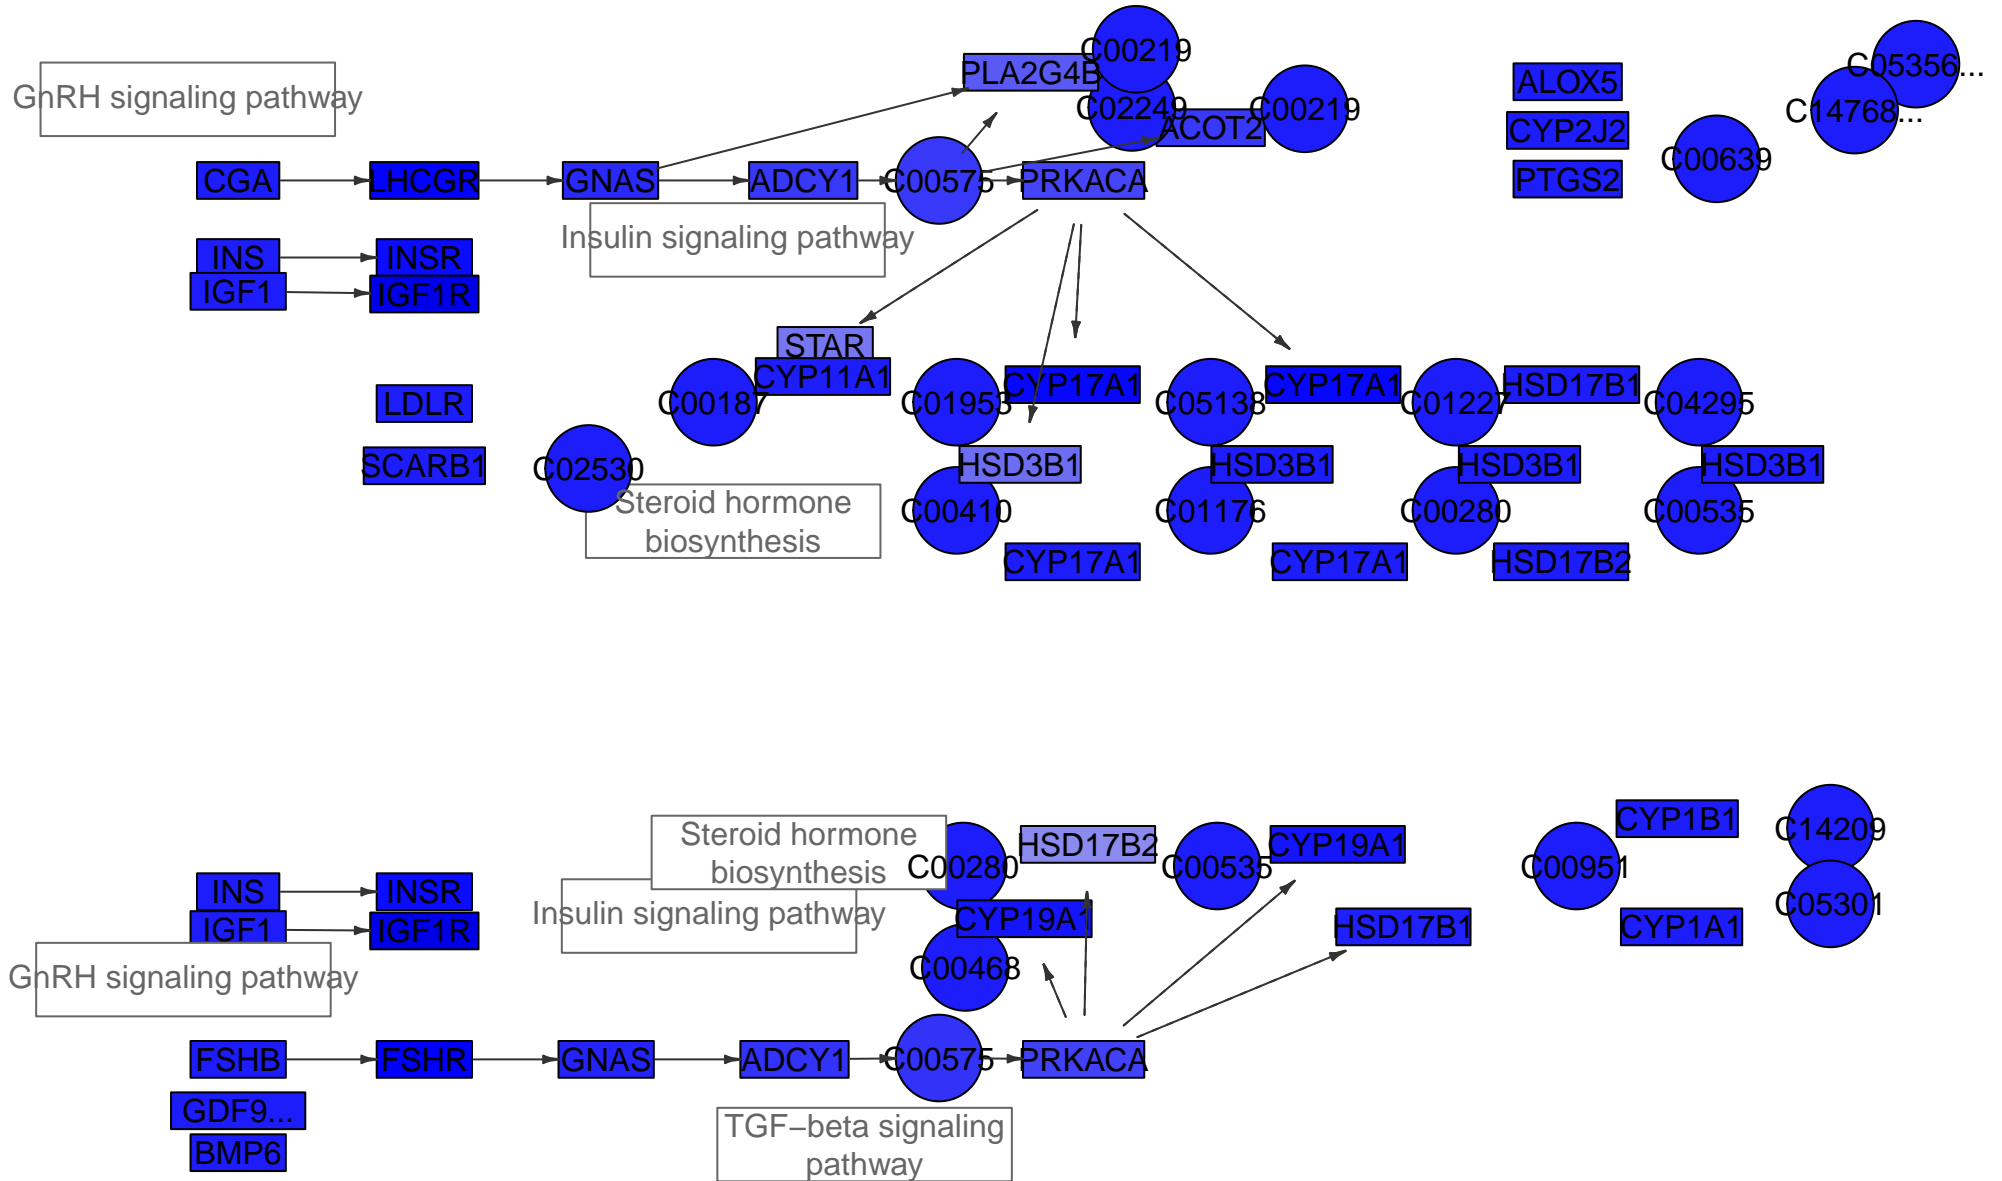 C00219
C05356...
PLA2G4B
ALOX5
GnRH signaling pathway
C02249
C00219
C14768...
ACOT2
CYP2J2
C00639
CGA
LHCGR
GNAS
ADCY1
C00575
PRKACA
PTGS2
Insulin signaling pathway
INS
INSR
IGF1
IGF1R
STAR
CYP11A1
CYP17A1
CYP17A1
HSD17B1
LDLR
C00187
C01953
C05138
C01227
C04295
SCARB1
C02530
HSD3B1
HSD3B1
HSD3B1
HSD3B1
Steroid hormone
biosynthesis
C00410
C01176
C00280
C00535
CYP17A1
CYP17A1
HSD17B2
CYP1B1
C14209
Steroid hormone
biosynthesis
C00280
HSD17B2
C00535
CYP19A1
C00951
INS
INSR
C05301
Insulin signaling pathway
CYP19A1
IGF1
IGF1R
HSD17B1
CYP1A1
GnRH signaling pathway
C00468
FSHB
FSHR
GNAS
ADCY1
C00575
PRKACA
GDF9...
TGF−beta signaling
pathway
BMP6